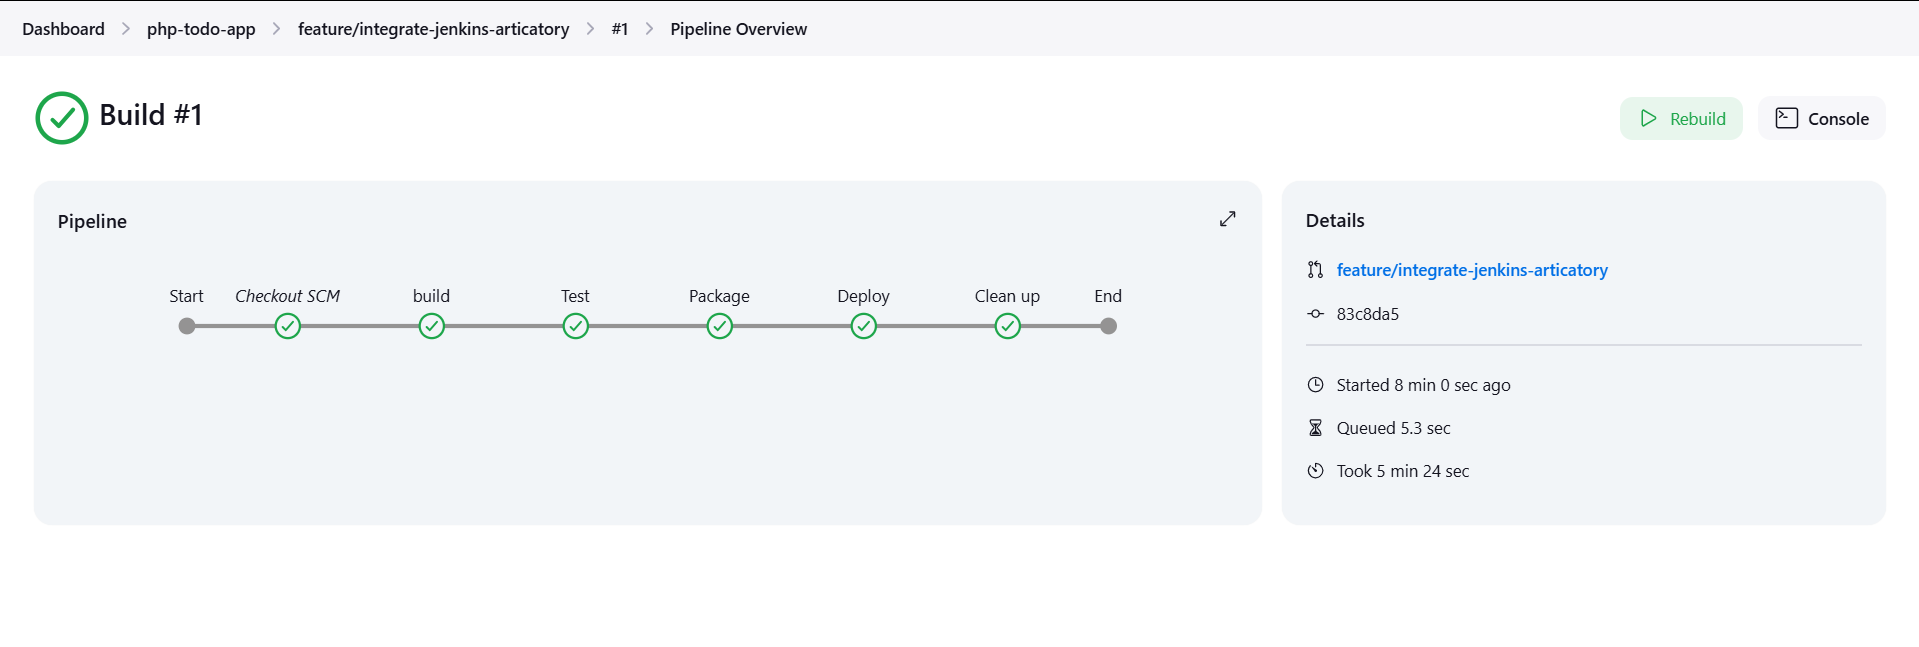 Dashboard > php-todo-app > feature/integrate-jenkins-articatory > #1 > Pipeline Overview
Build #1
Rebuild
Console
Pipeline
Start Checkout SCM build Test Package Deploy Clean up End
Details
feature/integrate-jenkins-articatory
83c8da5
Started 8 min 0 sec ago
Queued 5.3 sec
Took 5 min 24 sec